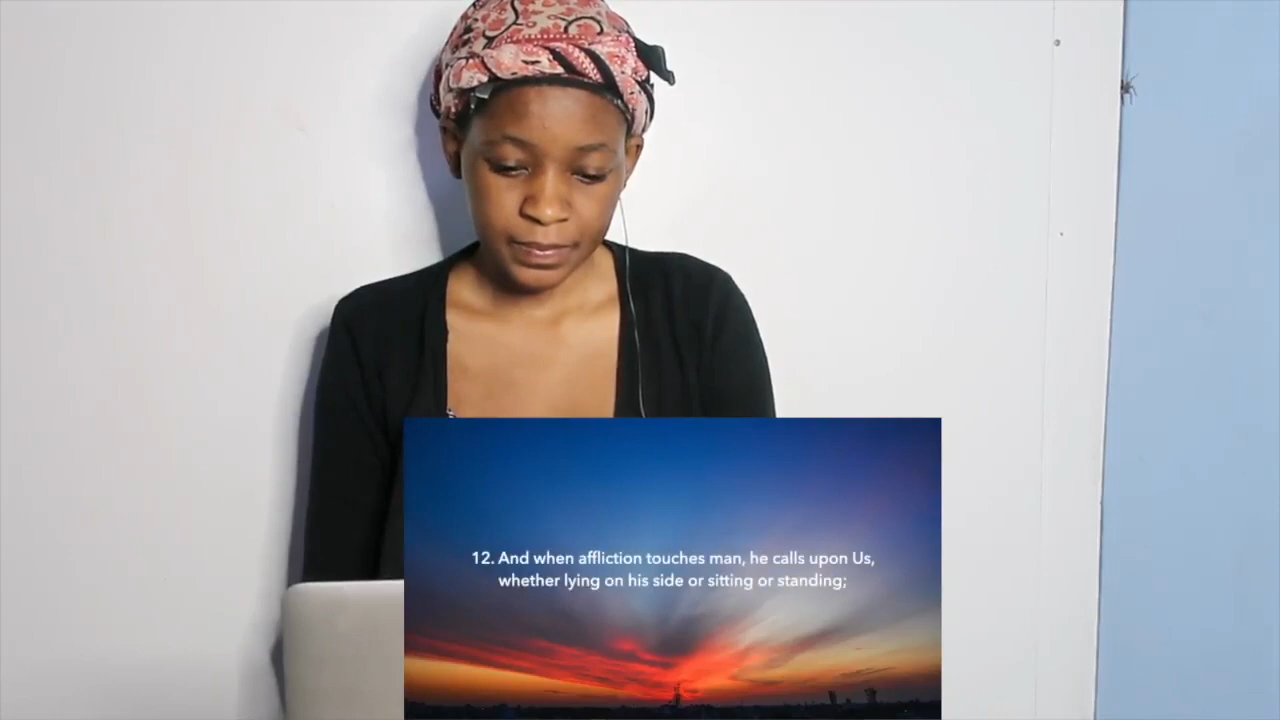 12. And when affliction touches man, he calls upon Us,
whether lying on his side or sitting or standing;